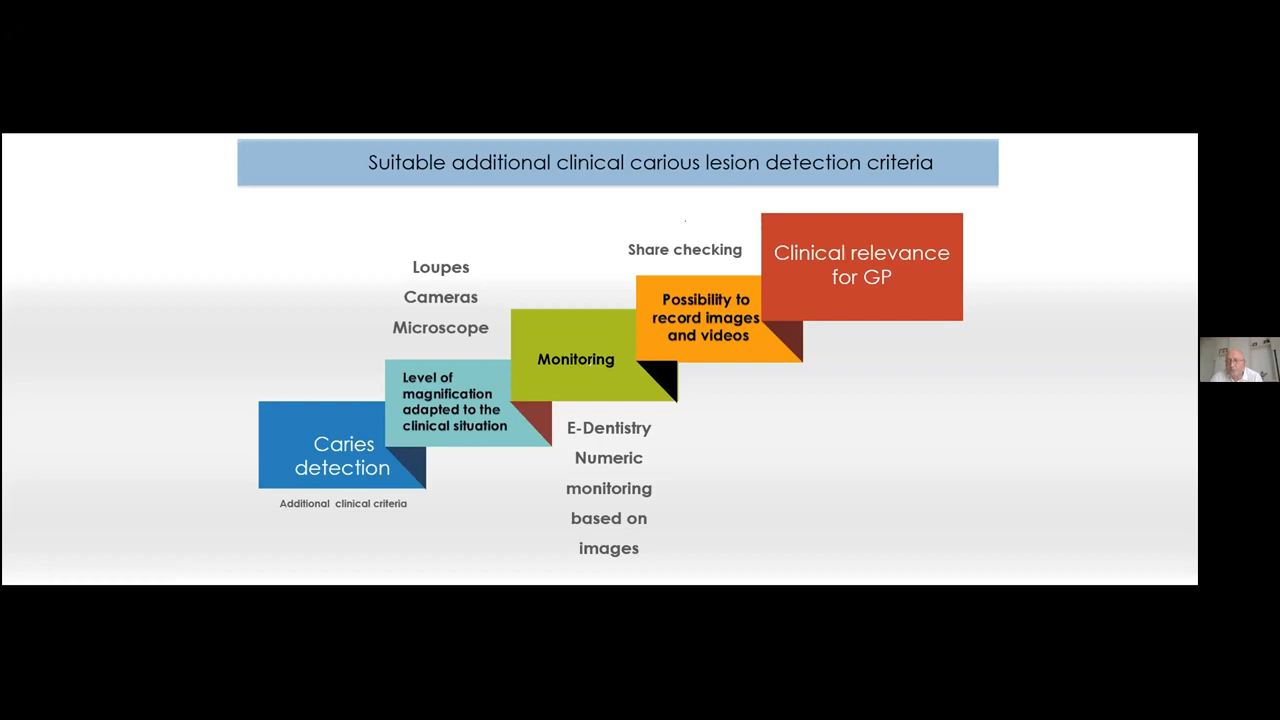 Suitable additional clinical carious lesion detection criteria
Share checking
Clinical relevance
for GP
Loupes
Cameras
Microscope
Possibility to
record images
and videos
Monitoring
Level of
magnification
adapted to the
clinical situation
Caries
detection
Additional clinical criteria
E-Dentistry
Numeric
monitoring
based on
images